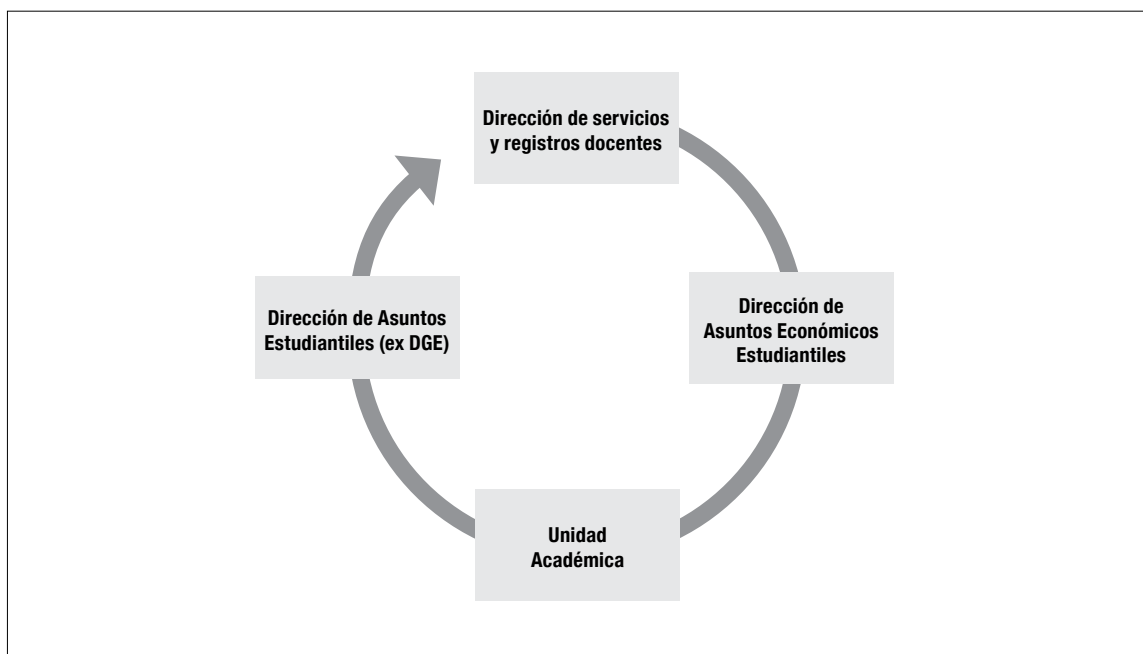 Dirección de servicios
y registros docentes
Dirección de Asuntos
Estudiantiles (ex DGE)
Dirección de
Asuntos Económicos
Estudiantiles
Unidad
Académica